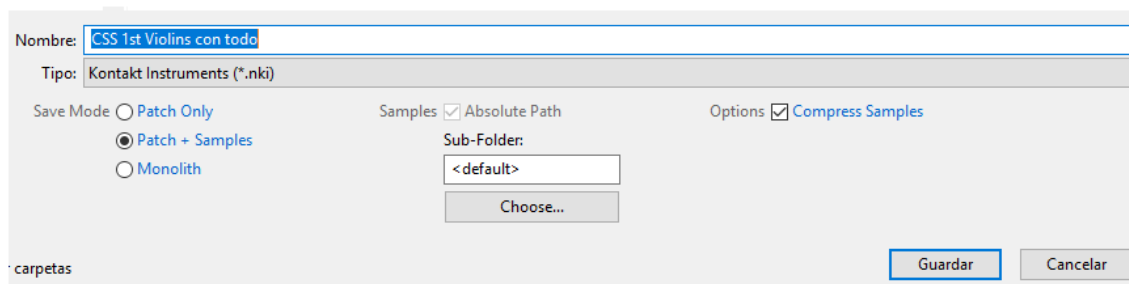 Nombre: CSS 1st Violins con todo
Tipo: Kontakt Instruments (*.nki)
Save Mode Patch Only Samples Absolute Path Options Compress Samples
Patch + Samples Sub-Folder:
Monolith <default>
Choose...
carpetas Guardar Cancelar